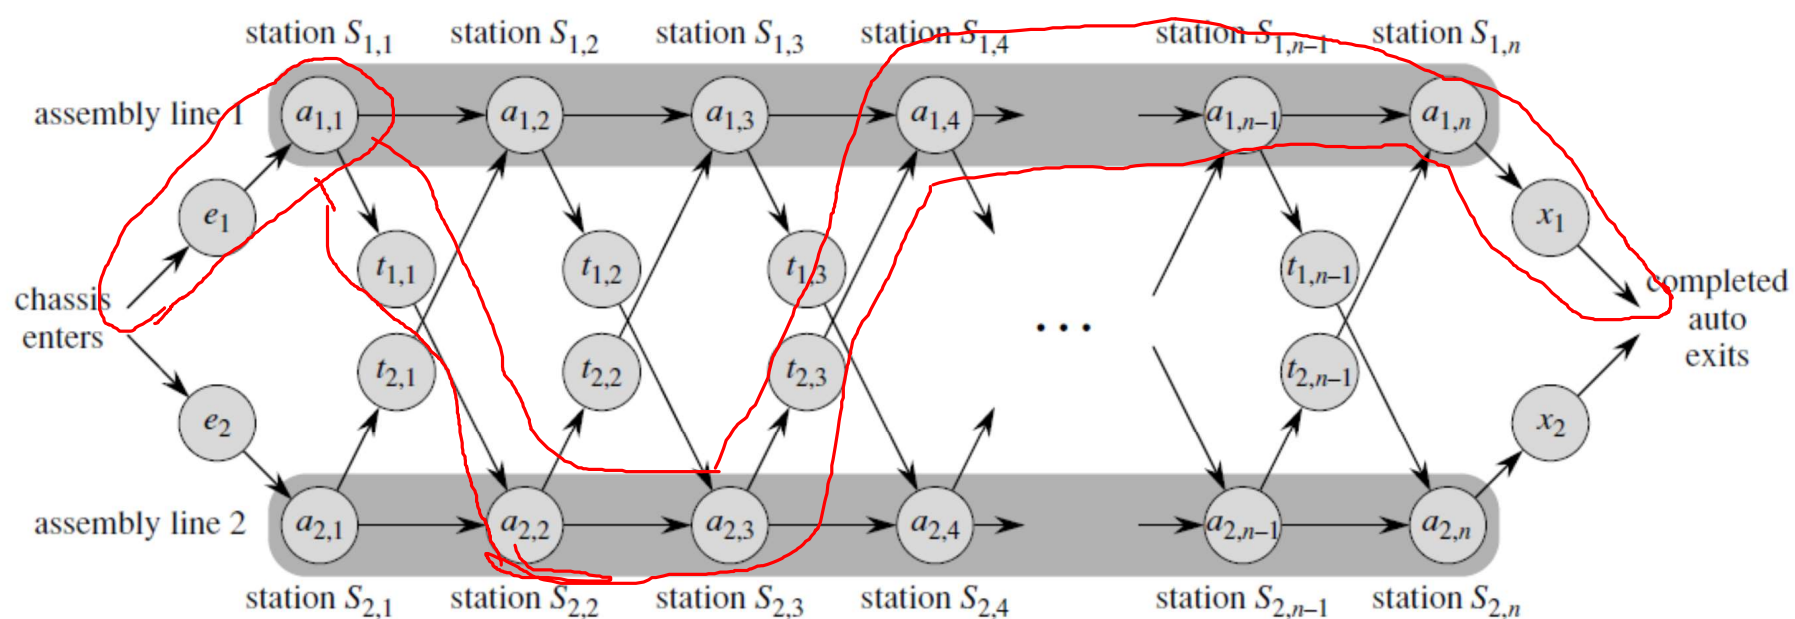 station S1,1 station S1,2 station S1,3 station S1,4 station S1,n–1 station S1,n
assembly line 1 a1,1 a1,2 a1,3 a1,4 a1,n–1 a1,n
e1 x1
t1,1 t1,2 t1,3 t1,n–1
chassis
enters
...
completed
auto
exits
t2,1 t2,2 t2,3 t2,n–1
e2 x2
assembly line 2 a2,1 a2,2 a2,3 a2,4 a2,n–1 a2,n
station S2,1 station S2,2 station S2,3 station S2,4 station S2,n–1 station S2,n